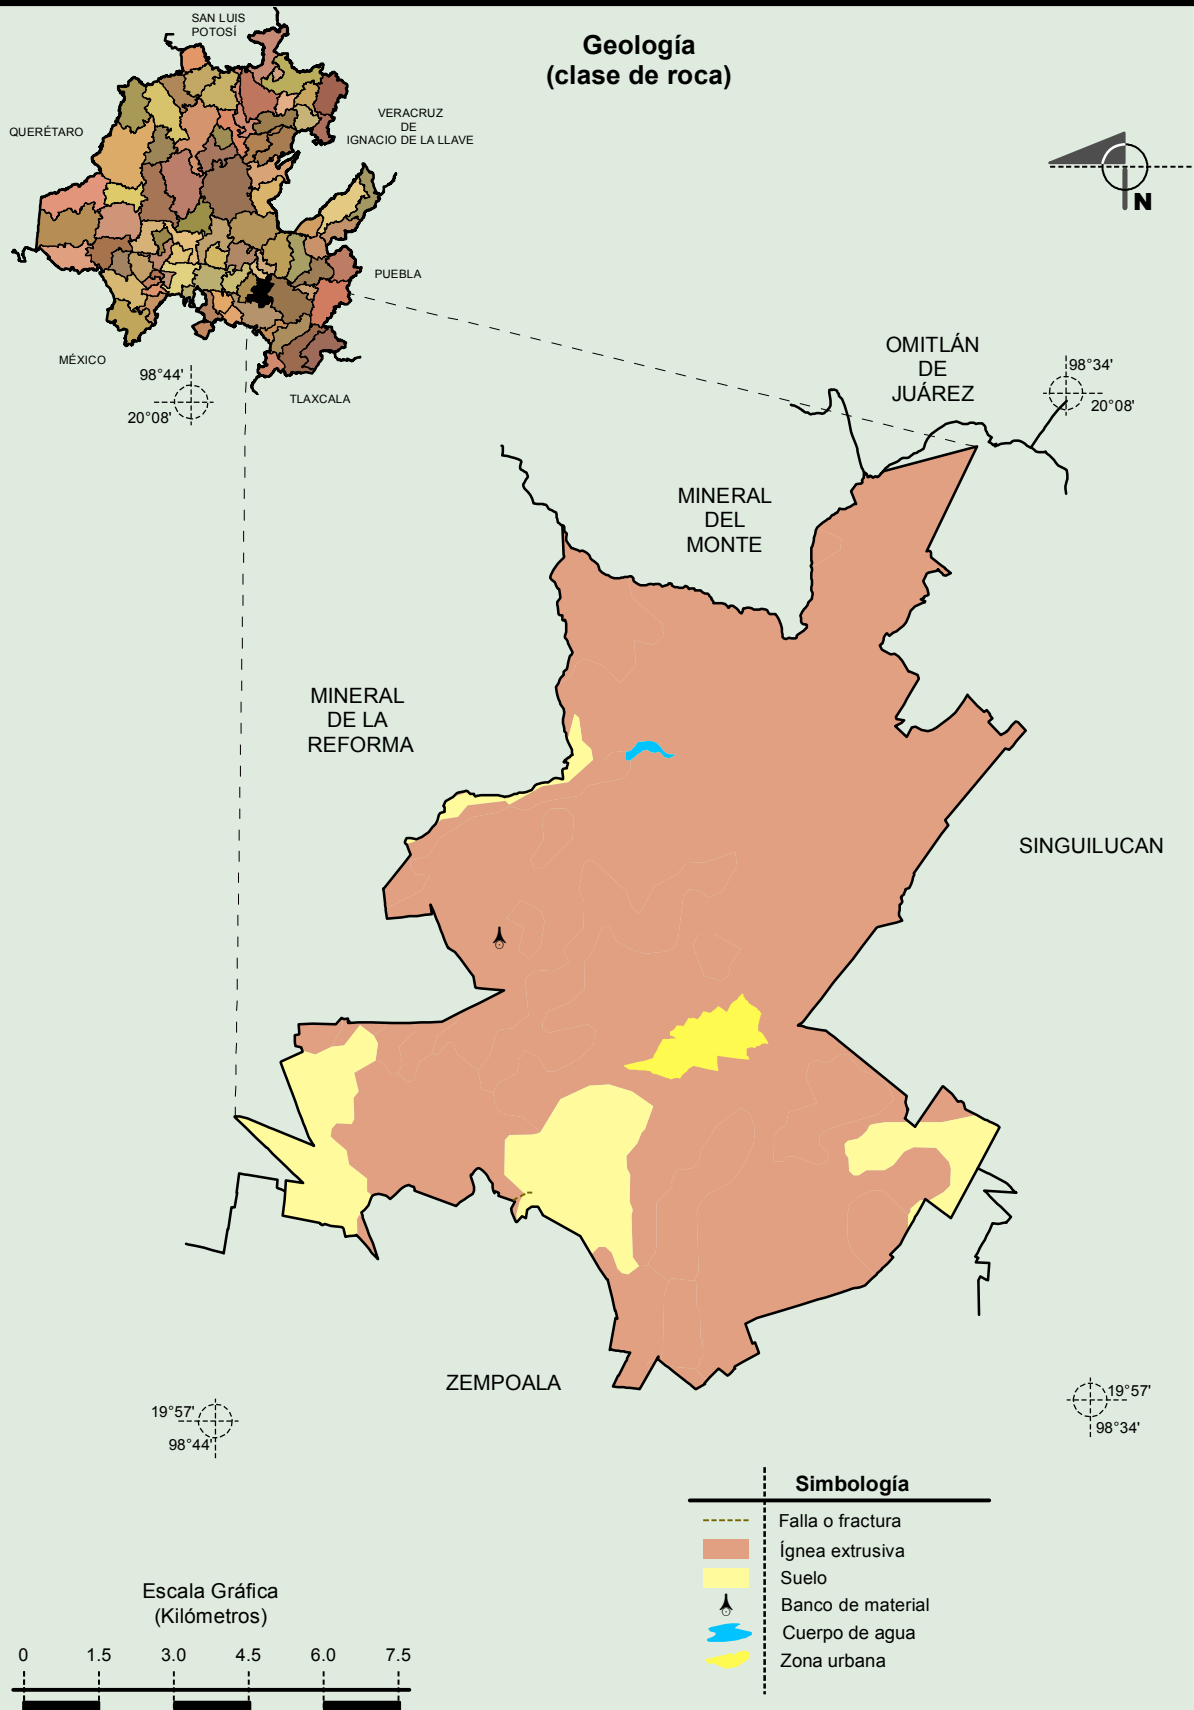 SAN LUIS
POTOSÍ
Geología
(clase de roca)
QUERÉTARO
VERACRUZ
DE
IGNACIO DE LA LLAVE
N
PUEBLA
MÉXICO
TLAXCALA
98°44'
20°08'
OMITLÁN
DE
JUÁREZ
98°34'
20°08'
MINERAL
DEL
MONTE
MINERAL
DE LA
REFORMA
SINGUILUCAN
ZEMPOALA
19°57'
98°44'
19°57'
98°34'
Simbología
Falla o fractura
Ígnea extrusiva
Suelo
Banco de material
Cuerpo de agua
Zona urbana
Escala Gráfica
(Kilómetros)
0 1.5 3.0 4.5 6.0 7.5